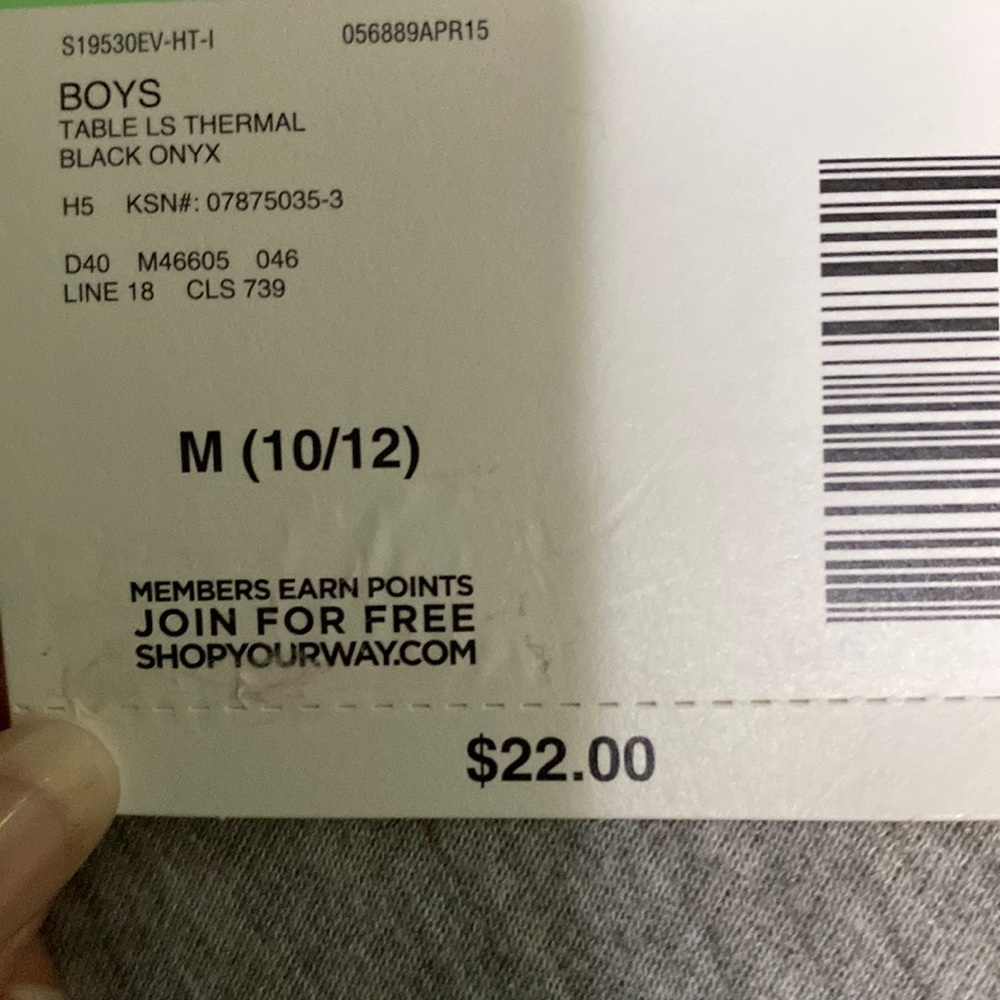 S19530EV-HT-I 056889APR15
BOYS
TABLE LS THERMAL
BLACK ONYX
H5 KSN#: 07875035-3
D40 M46605 046
LINE 18 CLS 739
M (10/12)
MEMBERS EARN POINTS
JOIN FOR FREE
SHOPYOURWAY.COM
$22.00